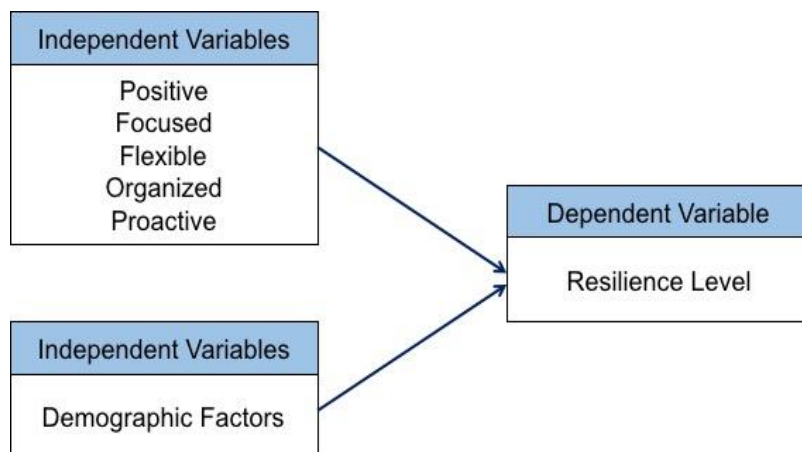 Independent Variables
Positive
Focused
Flexible
Organized
Proactive
Dependent Variable
Resilience Level
Independent Variables
Demographic Factors